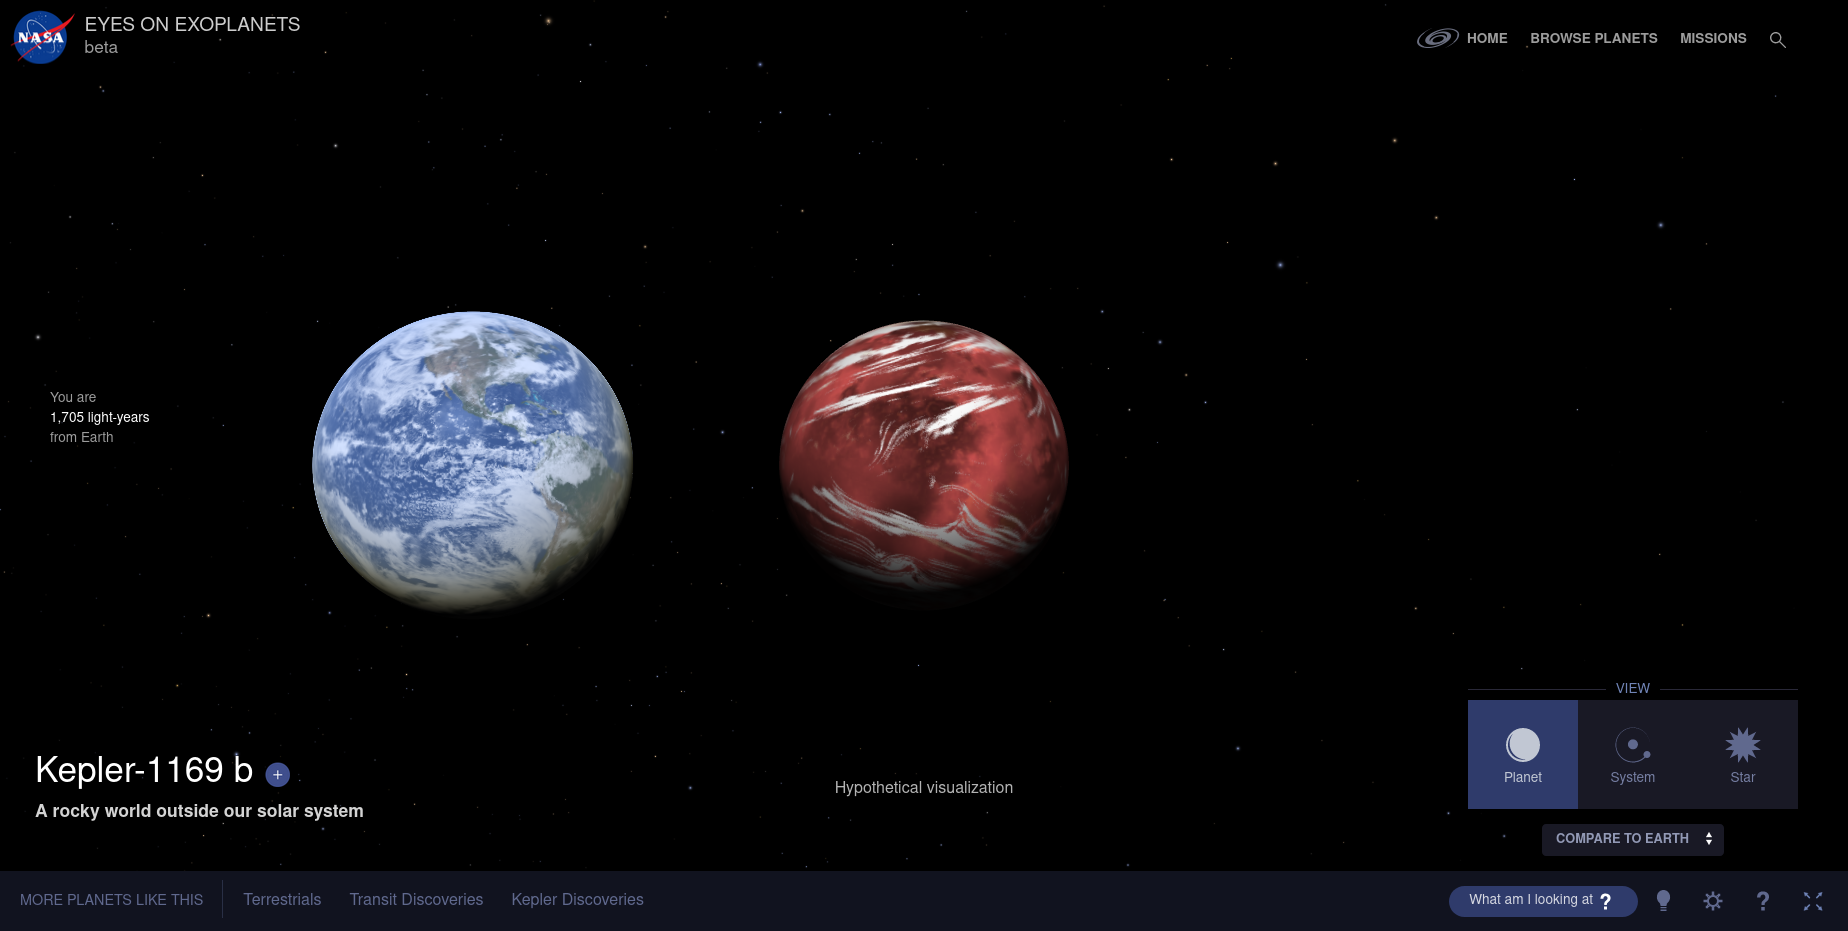 NASA
EYES ON EXOPLANETS
beta
HOME
BROWSE PLANETS
MISSIONS
You are
1,705 light-years
from Earth
Kepler-1169 b +
A rocky world outside our solar system
Hypothetical visualization
VIEW
Planet
System
Star
COMPARE TO EARTH
MORE PLANETS LIKE THIS
Terrestrials
Transit Discoveries
Kepler Discoveries
What am I looking at ?
?